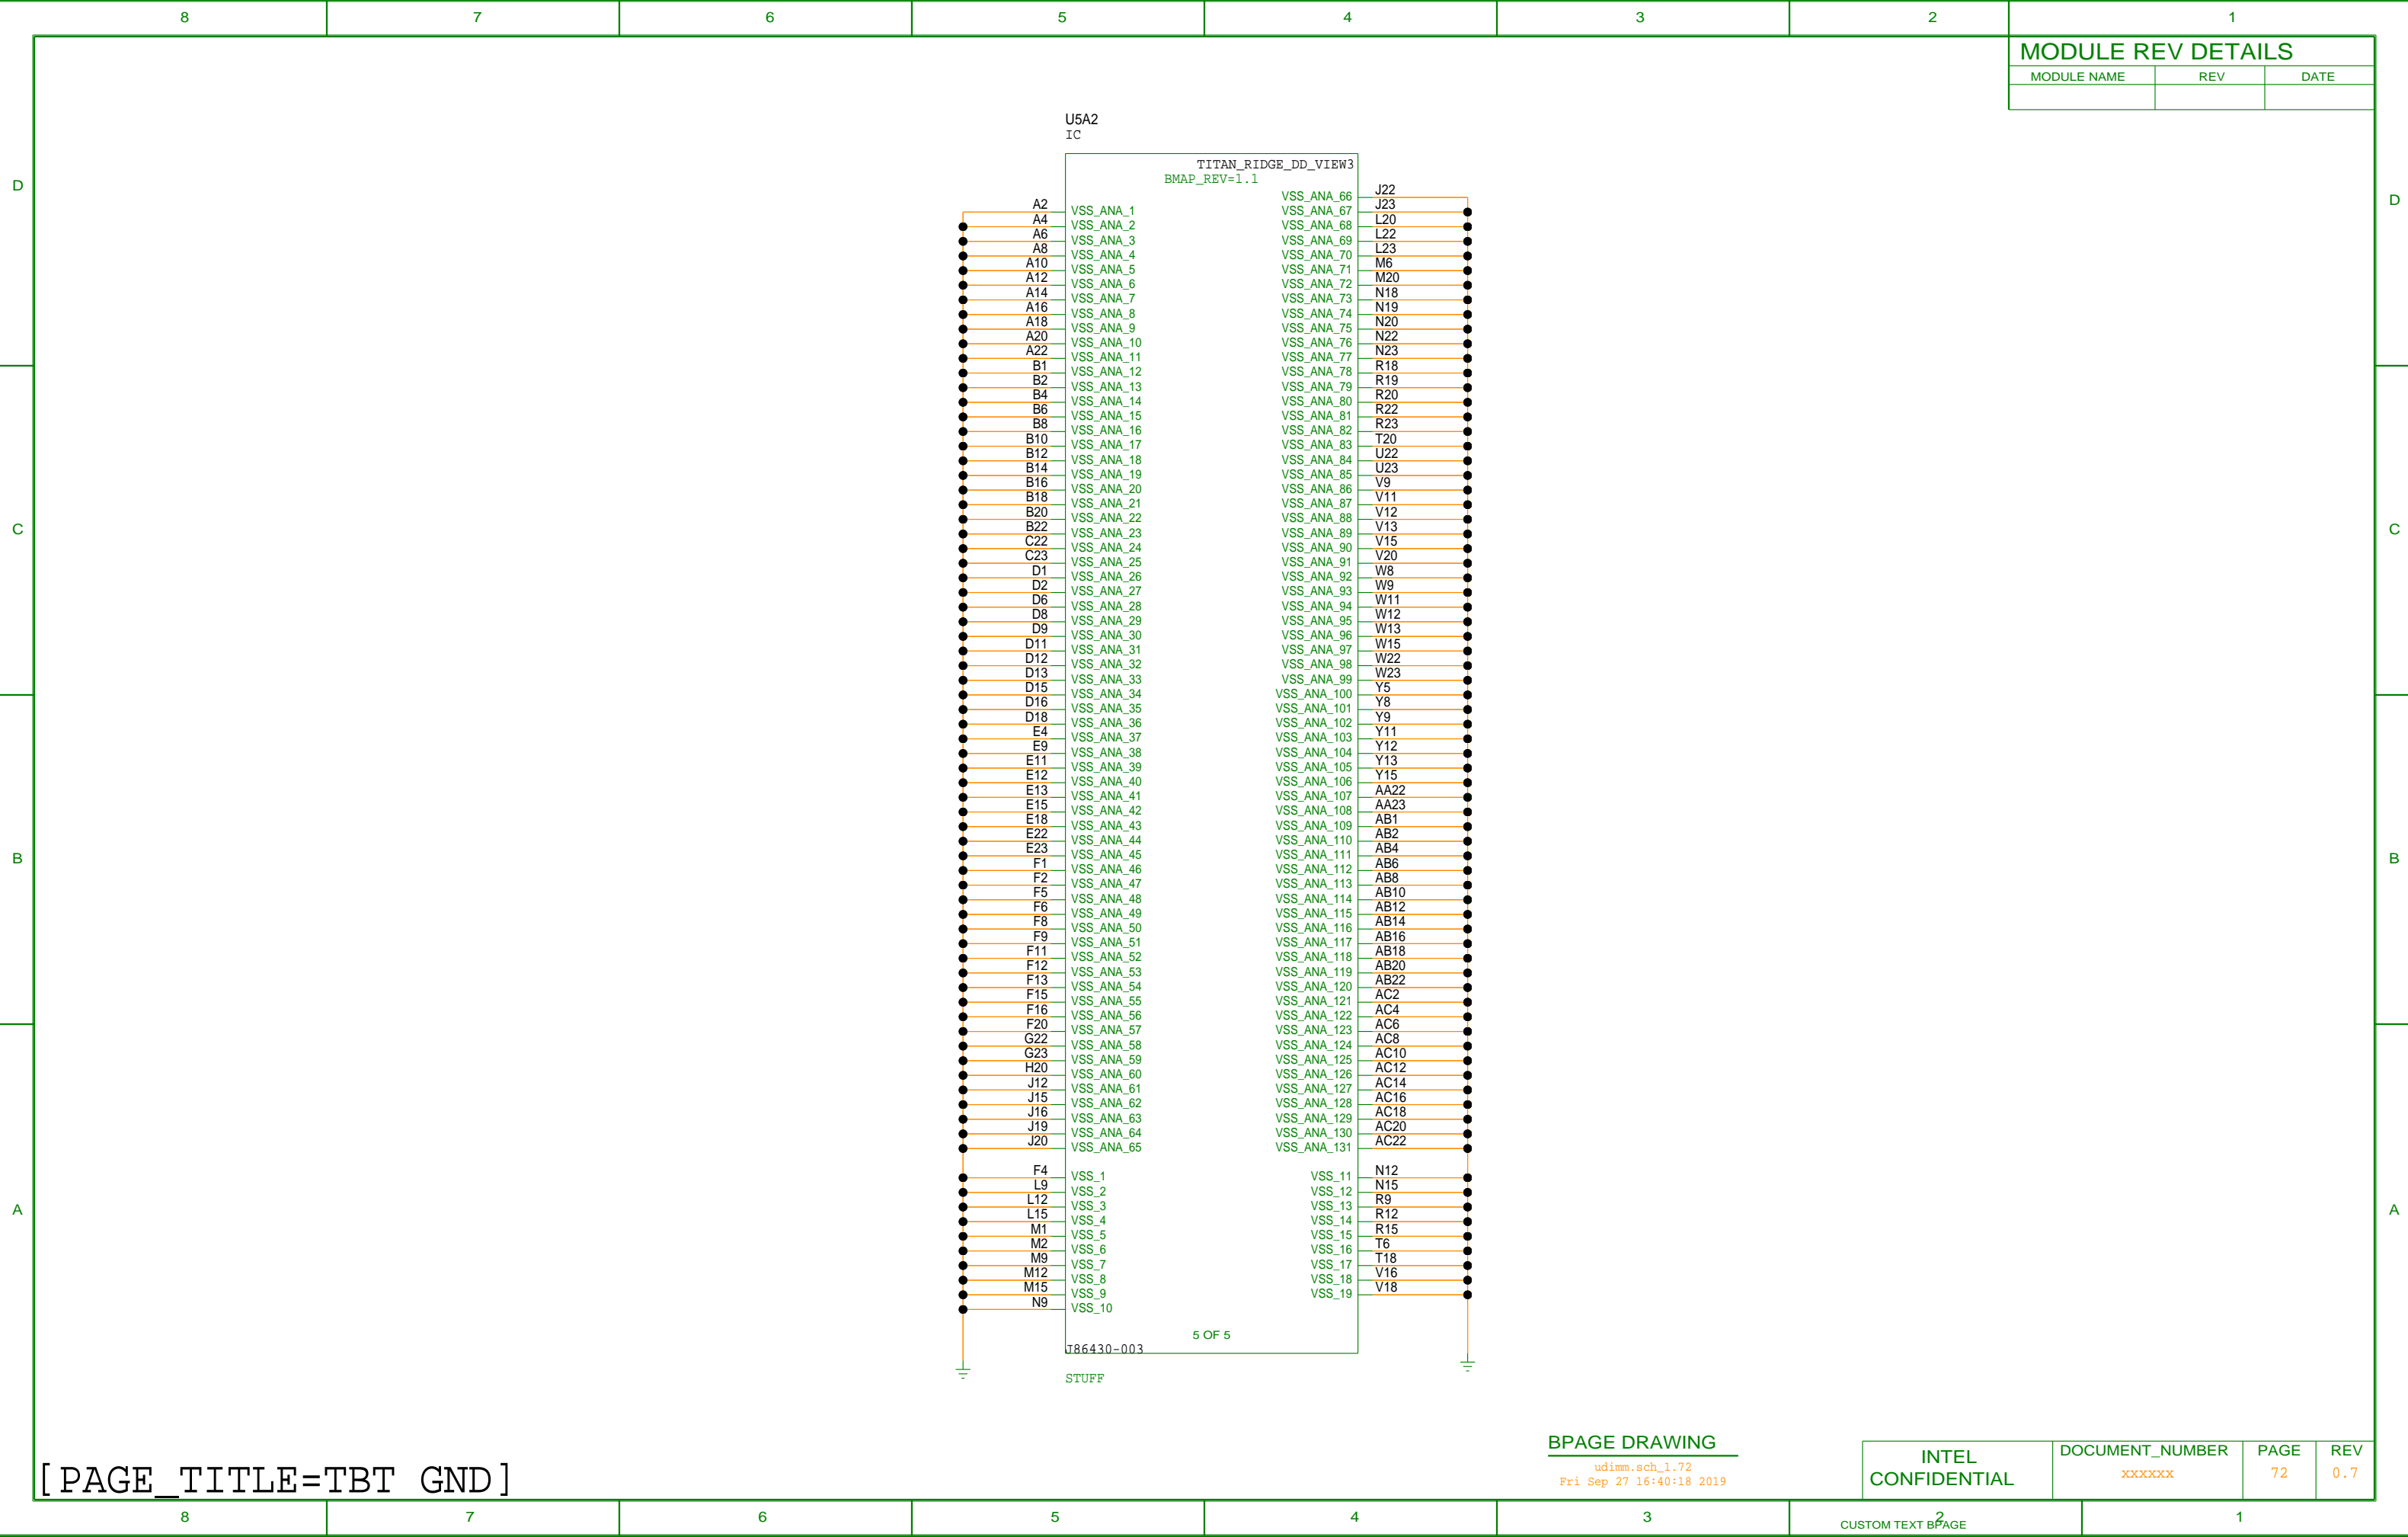 8 7 6 5 4 3 2 1
MODULE REV DETAILS
MODULE NAME REV DATE
U5A2
IC
TITAN_RIDGE_DD_VIEW3
BMAP_REV=1.1
D D
VSS_ANA_66 J22
A2 VSS_ANA_1 VSS_ANA_67 J23
A4 VSS_ANA_2 VSS_ANA_68 L20
A6 VSS_ANA_3 VSS_ANA_69 L22
A8 VSS_ANA_4 VSS_ANA_70 L23
A10 VSS_ANA_5 VSS_ANA_71 M6
A12 VSS_ANA_6 VSS_ANA_72 M20
A14 VSS_ANA_7 VSS_ANA_73 N18
A16 VSS_ANA_8 VSS_ANA_74 N19
A18 VSS_ANA_9 VSS_ANA_75 N20
A20 VSS_ANA_10 VSS_ANA_76 N22
A22 VSS_ANA_11 VSS_ANA_77 N23
B1 VSS_ANA_12 VSS_ANA_78 R18
B2 VSS_ANA_13 VSS_ANA_79 R19
B4 VSS_ANA_14 VSS_ANA_80 R20
B6 VSS_ANA_15 VSS_ANA_81 R22
B8 VSS_ANA_16 VSS_ANA_82 R23
B10 VSS_ANA_17 VSS_ANA_83 T20
B12 VSS_ANA_18 VSS_ANA_84 U22
B14 VSS_ANA_19 VSS_ANA_85 U23
B16 VSS_ANA_20 VSS_ANA_86 V9
B18 VSS_ANA_21 VSS_ANA_87 V11
B20 VSS_ANA_22 VSS_ANA_88 V12
C C
B22 VSS_ANA_23 VSS_ANA_89 V13
C22 VSS_ANA_24 VSS_ANA_90 V15
C23 VSS_ANA_25 VSS_ANA_91 V20
D1 VSS_ANA_26 VSS_ANA_92 W8
D2 VSS_ANA_27 VSS_ANA_93 W9
D6 VSS_ANA_28 VSS_ANA_94 W11
D8 VSS_ANA_29 VSS_ANA_95 W12
D9 VSS_ANA_30 VSS_ANA_96 W13
D11 VSS_ANA_31 VSS_ANA_97 W15
D12 VSS_ANA_32 VSS_ANA_98 W22
D13 VSS_ANA_33 VSS_ANA_99 W23
D15 VSS_ANA_34 VSS_ANA_100 Y5
D16 VSS_ANA_35 VSS_ANA_101 Y8
D18 VSS_ANA_36 VSS_ANA_102 Y9
E4 VSS_ANA_37 VSS_ANA_103 Y11
E9 VSS_ANA_38 VSS_ANA_104 Y12
E11 VSS_ANA_39 VSS_ANA_105 Y13
E12 VSS_ANA_40 VSS_ANA_106 Y15
E13 VSS_ANA_41 VSS_ANA_107 AA22
E15 VSS_ANA_42 VSS_ANA_108 AA23
E18 VSS_ANA_43 VSS_ANA_109 AB1
E22 VSS_ANA_44 VSS_ANA_110 AB2
E23 VSS_ANA_45 VSS_ANA_111 AB4
B B
F1 VSS_ANA_46 VSS_ANA_112 AB6
F2 VSS_ANA_47 VSS_ANA_113 AB8
F5 VSS_ANA_48 VSS_ANA_114 AB10
F6 VSS_ANA_49 VSS_ANA_115 AB12
F8 VSS_ANA_50 VSS_ANA_116 AB14
F9 VSS_ANA_51 VSS_ANA_117 AB16
F11 VSS_ANA_52 VSS_ANA_118 AB18
F12 VSS_ANA_53 VSS_ANA_119 AB20
F13 VSS_ANA_54 VSS_ANA_120 AB22
F15 VSS_ANA_55 VSS_ANA_121 AC2
F16 VSS_ANA_56 VSS_ANA_122 AC4
F20 VSS_ANA_57 VSS_ANA_123 AC6
G22 VSS_ANA_58 VSS_ANA_124 AC8
G23 VSS_ANA_59 VSS_ANA_125 AC10
H20 VSS_ANA_60 VSS_ANA_126 AC12
J12 VSS_ANA_61 VSS_ANA_127 AC14
J15 VSS_ANA_62 VSS_ANA_128 AC16
J16 VSS_ANA_63 VSS_ANA_129 AC18
J19 VSS_ANA_64 VSS_ANA_130 AC20
J20 VSS_ANA_65 VSS_ANA_131 AC22
F4 VSS_1 VSS_11 N12
L9 VSS_2 VSS_12 N15
L12 VSS_3 VSS_13 R9
A A
L15 VSS_4 VSS_14 R12
M1 VSS_5 VSS_15 R15
M2 VSS_6 VSS_16 T6
M9 VSS_7 VSS_17 T18
M12 VSS_8 VSS_18 V16
M15 VSS_9 VSS_19 V18
N9 VSS_10
5 OF 5
J86430-003
STUFF
[PAGE_TITLE=TBT GND]
BPAGE DRAWING
udimm.sch_1.72
Fri Sep 27 16:40:18 2019
INTEL CONFIDENTIAL
DOCUMENT_NUMBER PAGE REV
xxxxxx 72 0.7
8 7 6 5 4 3 2 1
CUSTOM TEXT BPAGE